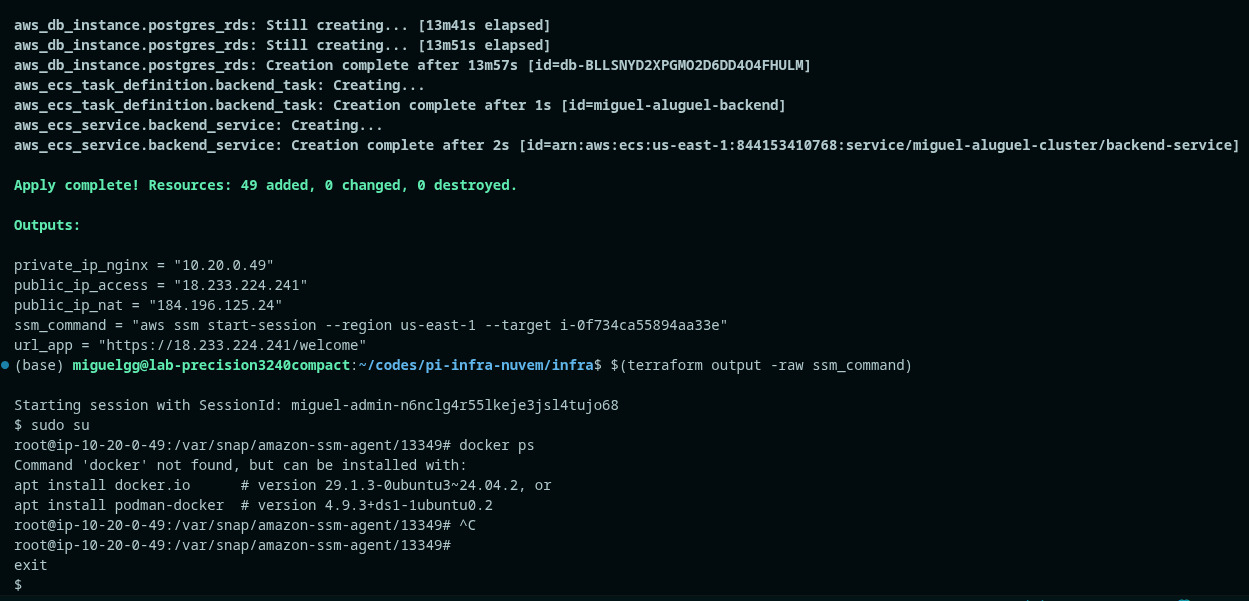 aws_db_instance.postgres_rds: Still creating... [13m41s elapsed]
aws_db_instance.postgres_rds: Still creating... [13m51s elapsed]
aws_db_instance.postgres_rds: Creation complete after 13m57s [id=db-BLLSNYD2XPGMO2D6DD4O4FHULM]
aws_ecs_task_definition.backend_task: Creating...
aws_ecs_task_definition.backend_task: Creation complete after 1s [id=miguel-aluguel-backend]
aws_ecs_service.backend_service: Creating...
aws_ecs_service.backend_service: Creation complete after 2s [id=arn:aws:ecs:us-east-1:844153410768:service/miguel-aluguel-cluster/backend-service]
Apply complete! Resources: 49 added, 0 changed, 0 destroyed.
Outputs:
private_ip_nginx = "10.20.0.49"
public_ip_access = "18.233.224.241"
public_ip_nat = "184.196.125.24"
ssm_command = "aws ssm start-session --region us-east-1 --target i-0f734ca55894aa33e"
url_app = "https://18.233.224.241/welcome"
(base) miguelgg@lab-precision3240compact:~/codes/pi-infra-nuvem/infra$ $(terraform output -raw ssm_command)
Starting session with SessionId: miguel-admin-n6nclg4r55lkeje3jsl4tujo68
$ sudo su
root@ip-10-20-0-49:/var/snap/amazon-ssm-agent/13349# docker ps
Command 'docker' not found, but can be installed with:
apt install docker.io      # version 29.1.3-0ubuntu3~24.04.2, or
apt install podman-docker  # version 4.9.3+ds1-1ubuntu0.2
root@ip-10-20-0-49:/var/snap/amazon-ssm-agent/13349# ^C
root@ip-10-20-0-49:/var/snap/amazon-ssm-agent/13349#
exit
$